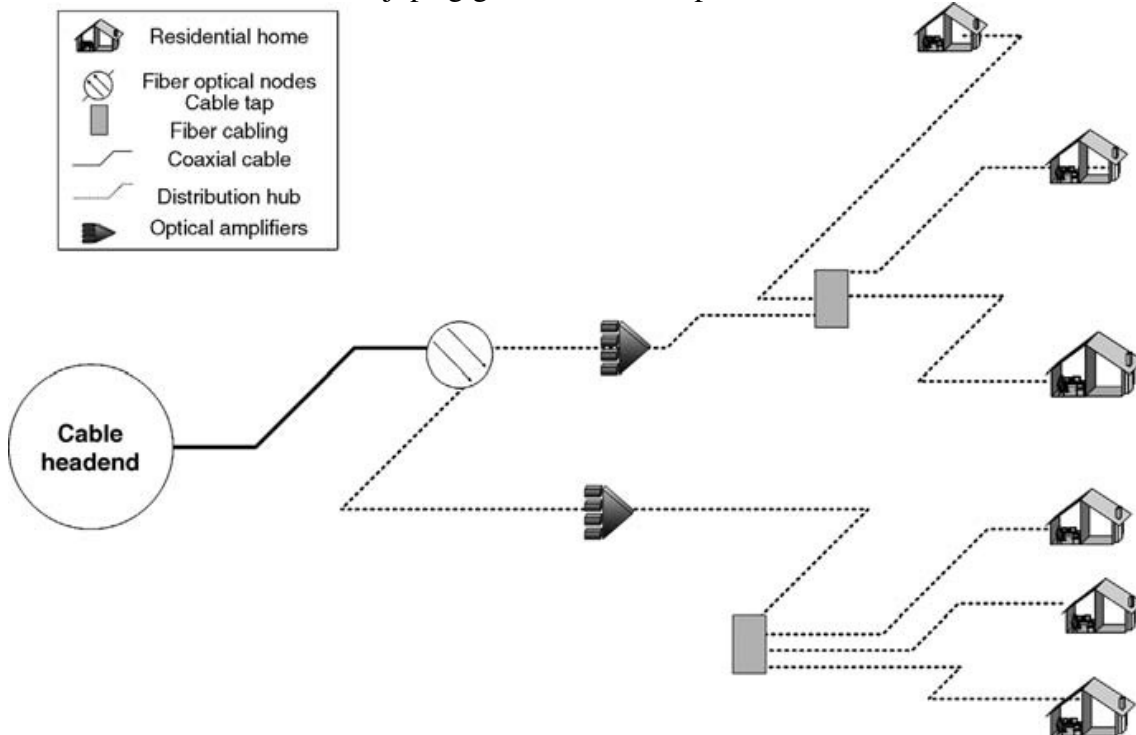 Residential home
Fiber optical nodes
Cable tap
Fiber cabling
Coaxial cable
Distribution hub
Optical amplifiers
Cable
headend